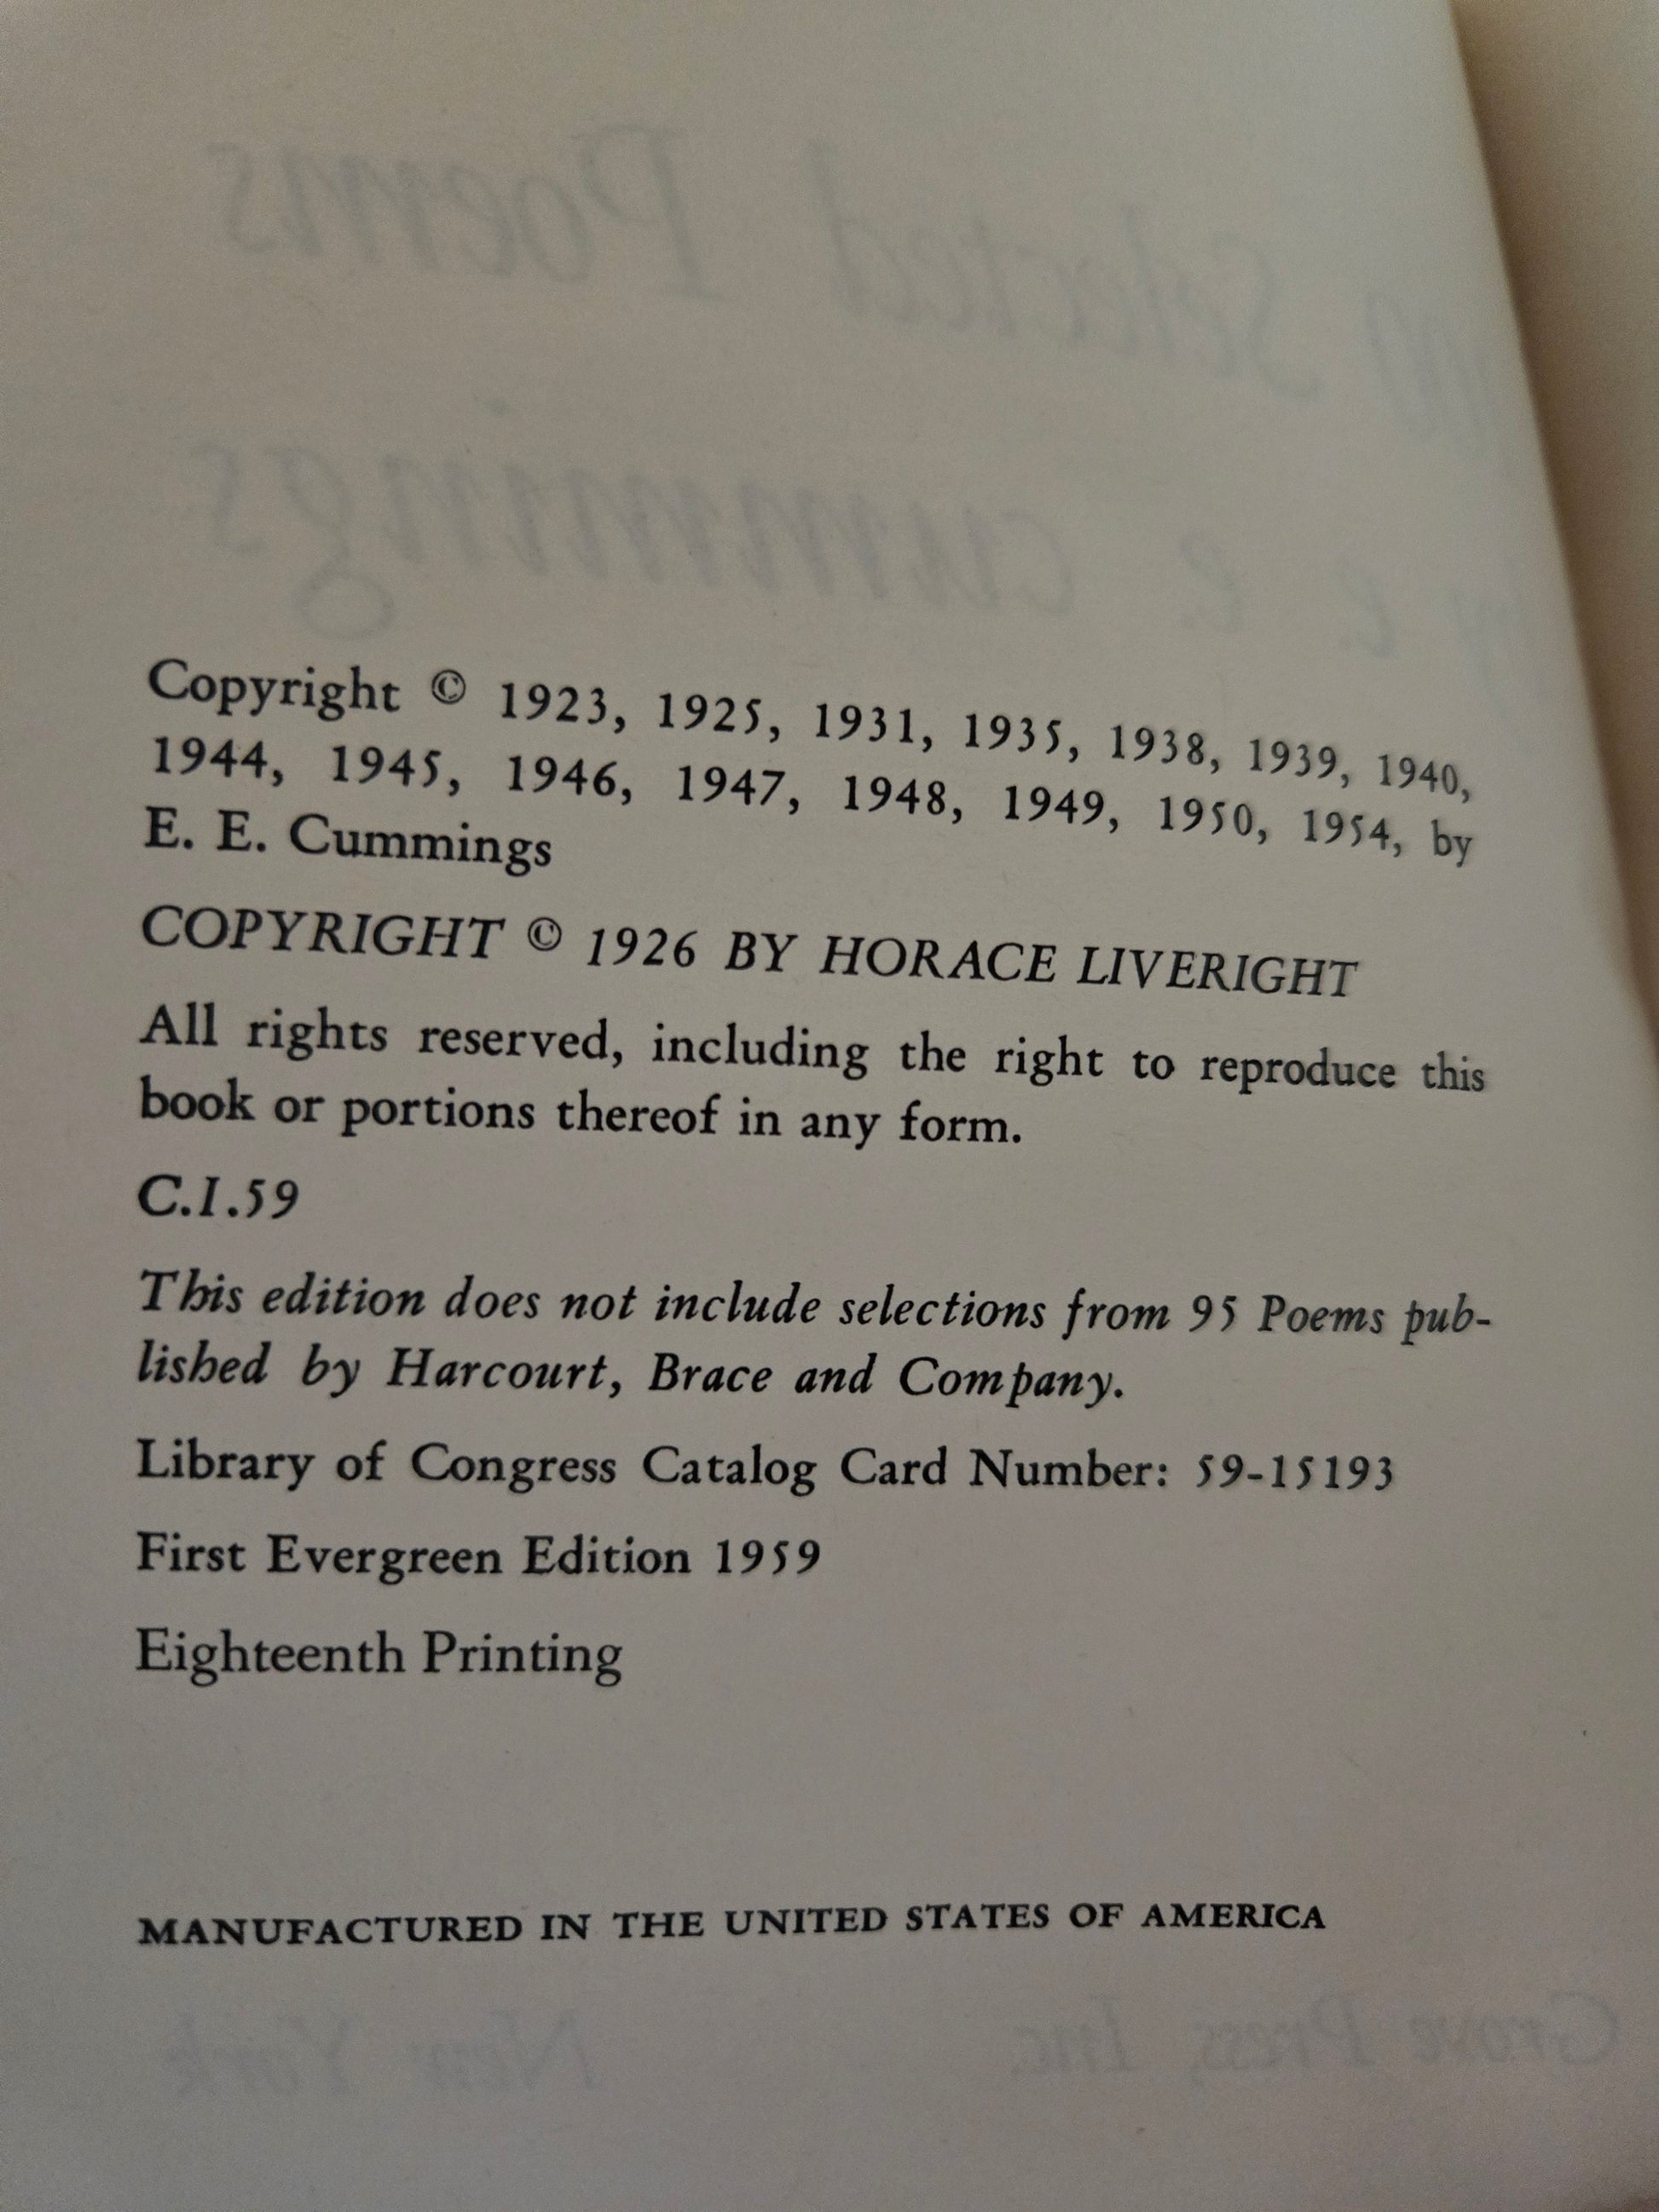 Copyright © 1923, 1925, 1931, 1935, 1938, 1939, 1940,
1944, 1945, 1946, 1947, 1948, 1949, 1950, 1954, by
E. E. Cummings
COPYRIGHT © 1926 BY HORACE LIVERIGHT
All rights reserved, including the right to reproduce this
book or portions thereof in any form.
C.I.59
This edition does not include selections from 95 Poems pub-
lished by Harcourt, Brace and Company.
Library of Congress Catalog Card Number: 59-15193
First Evergreen Edition 1959
Eighteenth Printing
MANUFACTURED IN THE UNITED STATES OF AMERICA